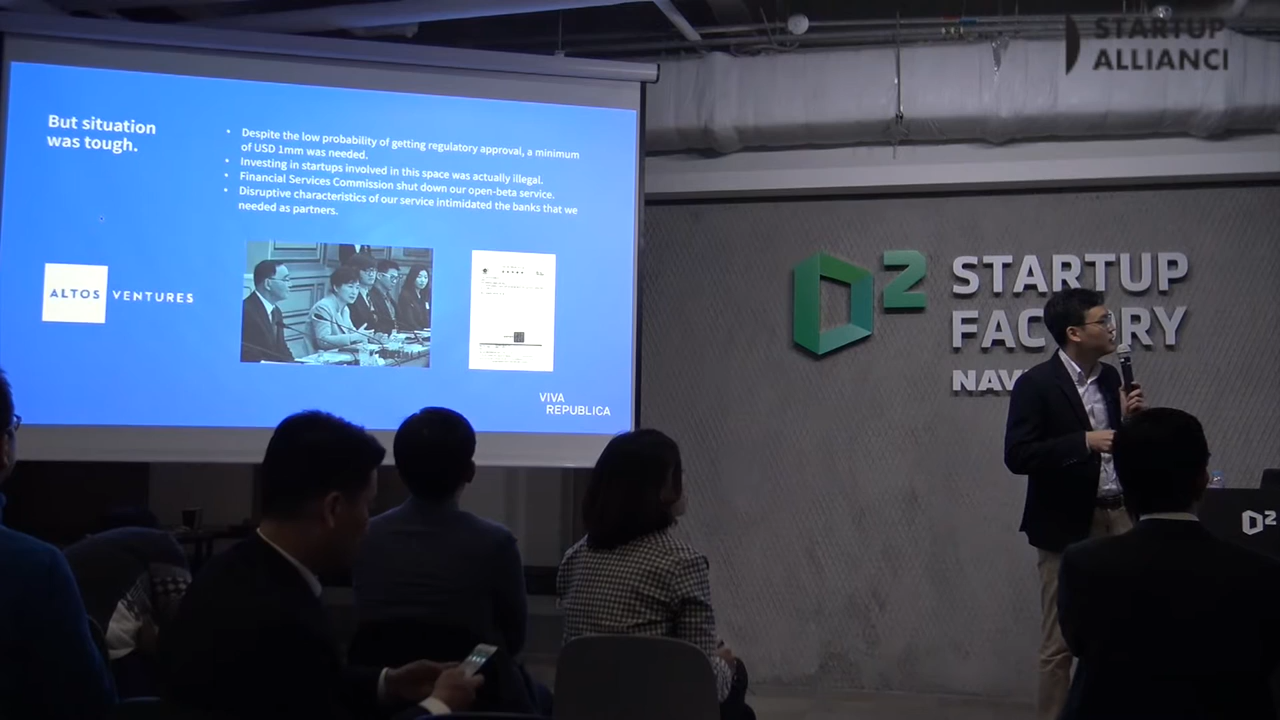 STARTUP
ALLIANCI
But situation
was tough.
• Despite the low probability of getting regulatory approval, a minimum
of USD 1mm was needed.
• Investing in startups involved in this space was actually illegal.
• Financial Services Commission shut down our open-beta service.
• Disruptive characteristics of our service intimidated the banks that we
needed as partners.
ALTOS VENTURES
VIVA
REPUBLICA
D2 STARTUP
FACTORY
NAV
D2